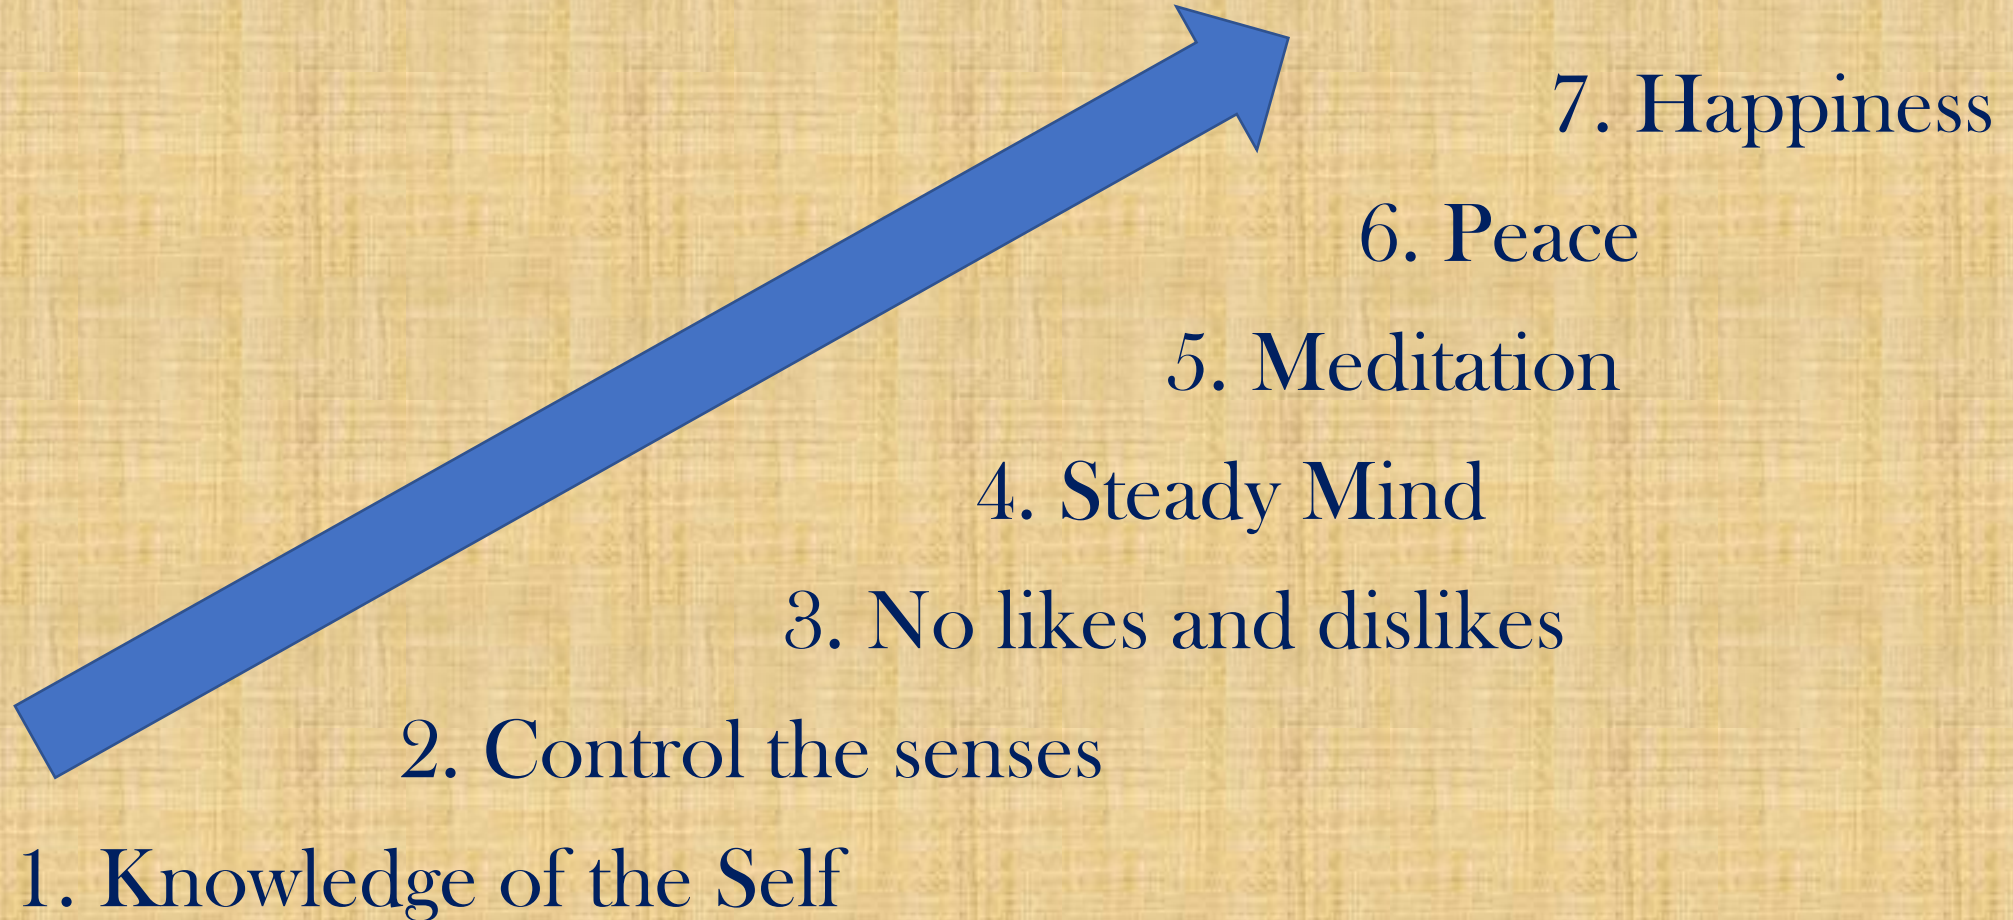 7. Happiness
6. Peace
5. Meditation
4. Steady Mind
3. No likes and dislikes
2. Control the senses
1. Knowledge of the Self